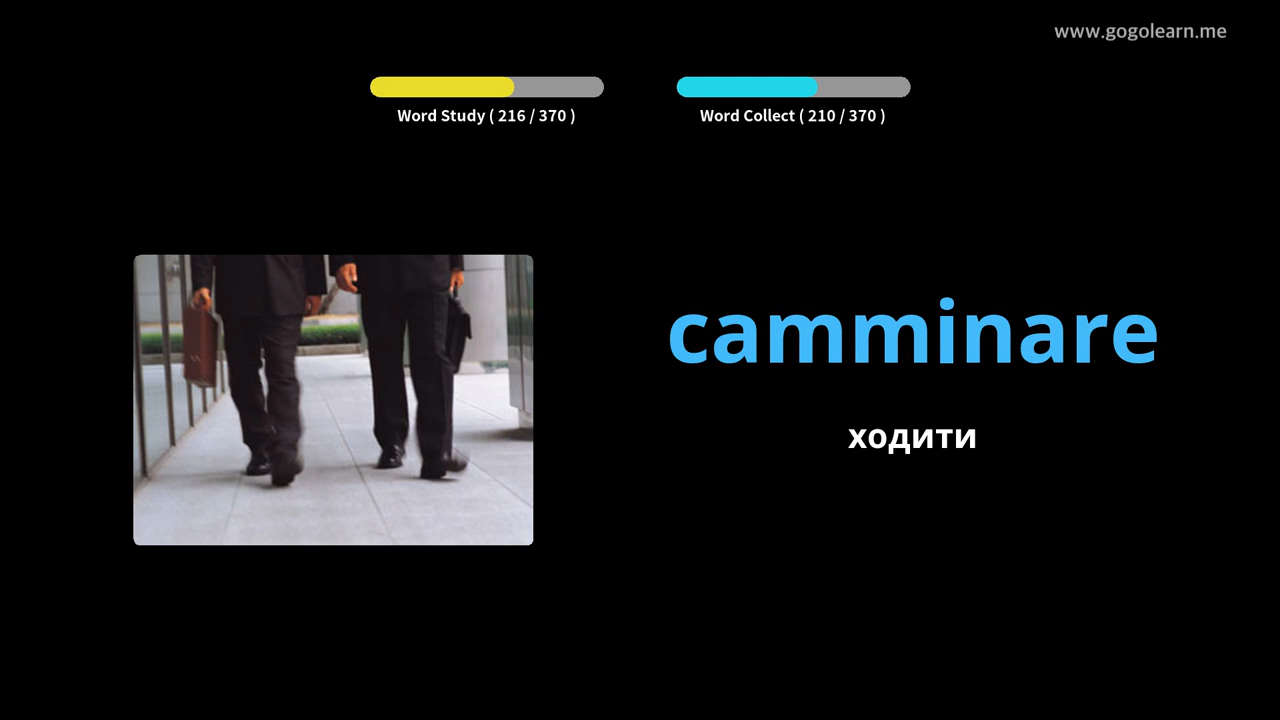 www.gogolearn.me
Word Study ( 216 / 370 )
Word Collect ( 210 / 370 )
camminare
ходити